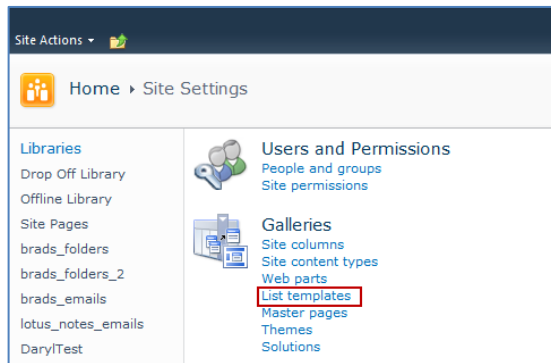 Site Actions
Home ▸ Site Settings
Libraries
Drop Off Library
Offline Library
Site Pages
brads_folders
brads_folders_2
brads_emails
lotus_notes_emails
DarylTest
Users and Permissions
People and groups
Site permissions
Galleries
Site columns
Site content types
Web parts
List templates
Master pages
Themes
Solutions